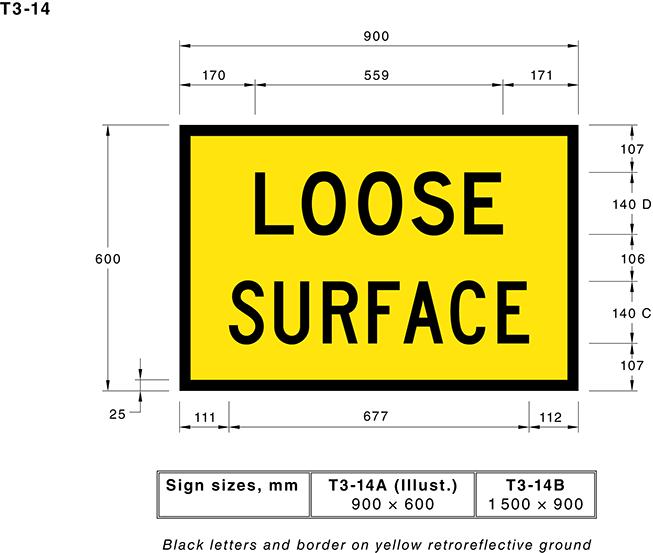 T3-14
900
170 559 171
107
LOOSE
140 D
600
106
SURFACE
140 C
107
25
111 677 112
Sign sizes, mm T3-14A (Illust.) T3-14B
900 × 600 1 500 × 900
Black letters and border on yellow retroreflective ground